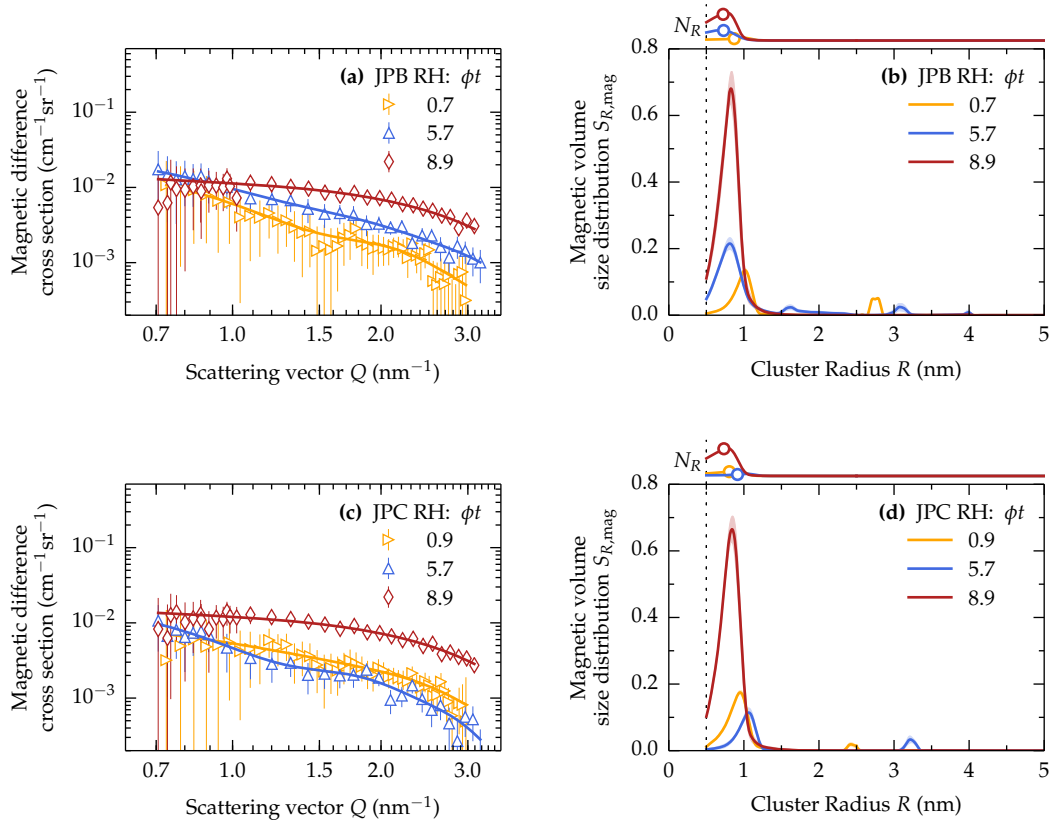 (a) JPB RH: ϕt
0.7
5.7
8.9
Magnetic difference
cross section (cm⁻¹sr⁻¹)
10⁻¹
10⁻²
10⁻³
0.7 1.0 1.5 2.0 3.0
Scattering vector Q (nm⁻¹)
N_R
(b) JPB RH: ϕt
0.7
5.7
8.9
Magnetic volume
size distribution S_R,mag
0.8
0.6
0.4
0.2
0.0
0 1 2 3 4 5
Cluster Radius R (nm)
(c) JPC RH: ϕt
0.9
5.7
8.9
Magnetic difference
cross section (cm⁻¹sr⁻¹)
10⁻¹
10⁻²
10⁻³
0.7 1.0 1.5 2.0 3.0
Scattering vector Q (nm⁻¹)
N_R
(d) JPC RH: ϕt
0.9
5.7
8.9
Magnetic volume
size distribution S_R,mag
0.8
0.6
0.4
0.2
0.0
0 1 2 3 4 5
Cluster Radius R (nm)